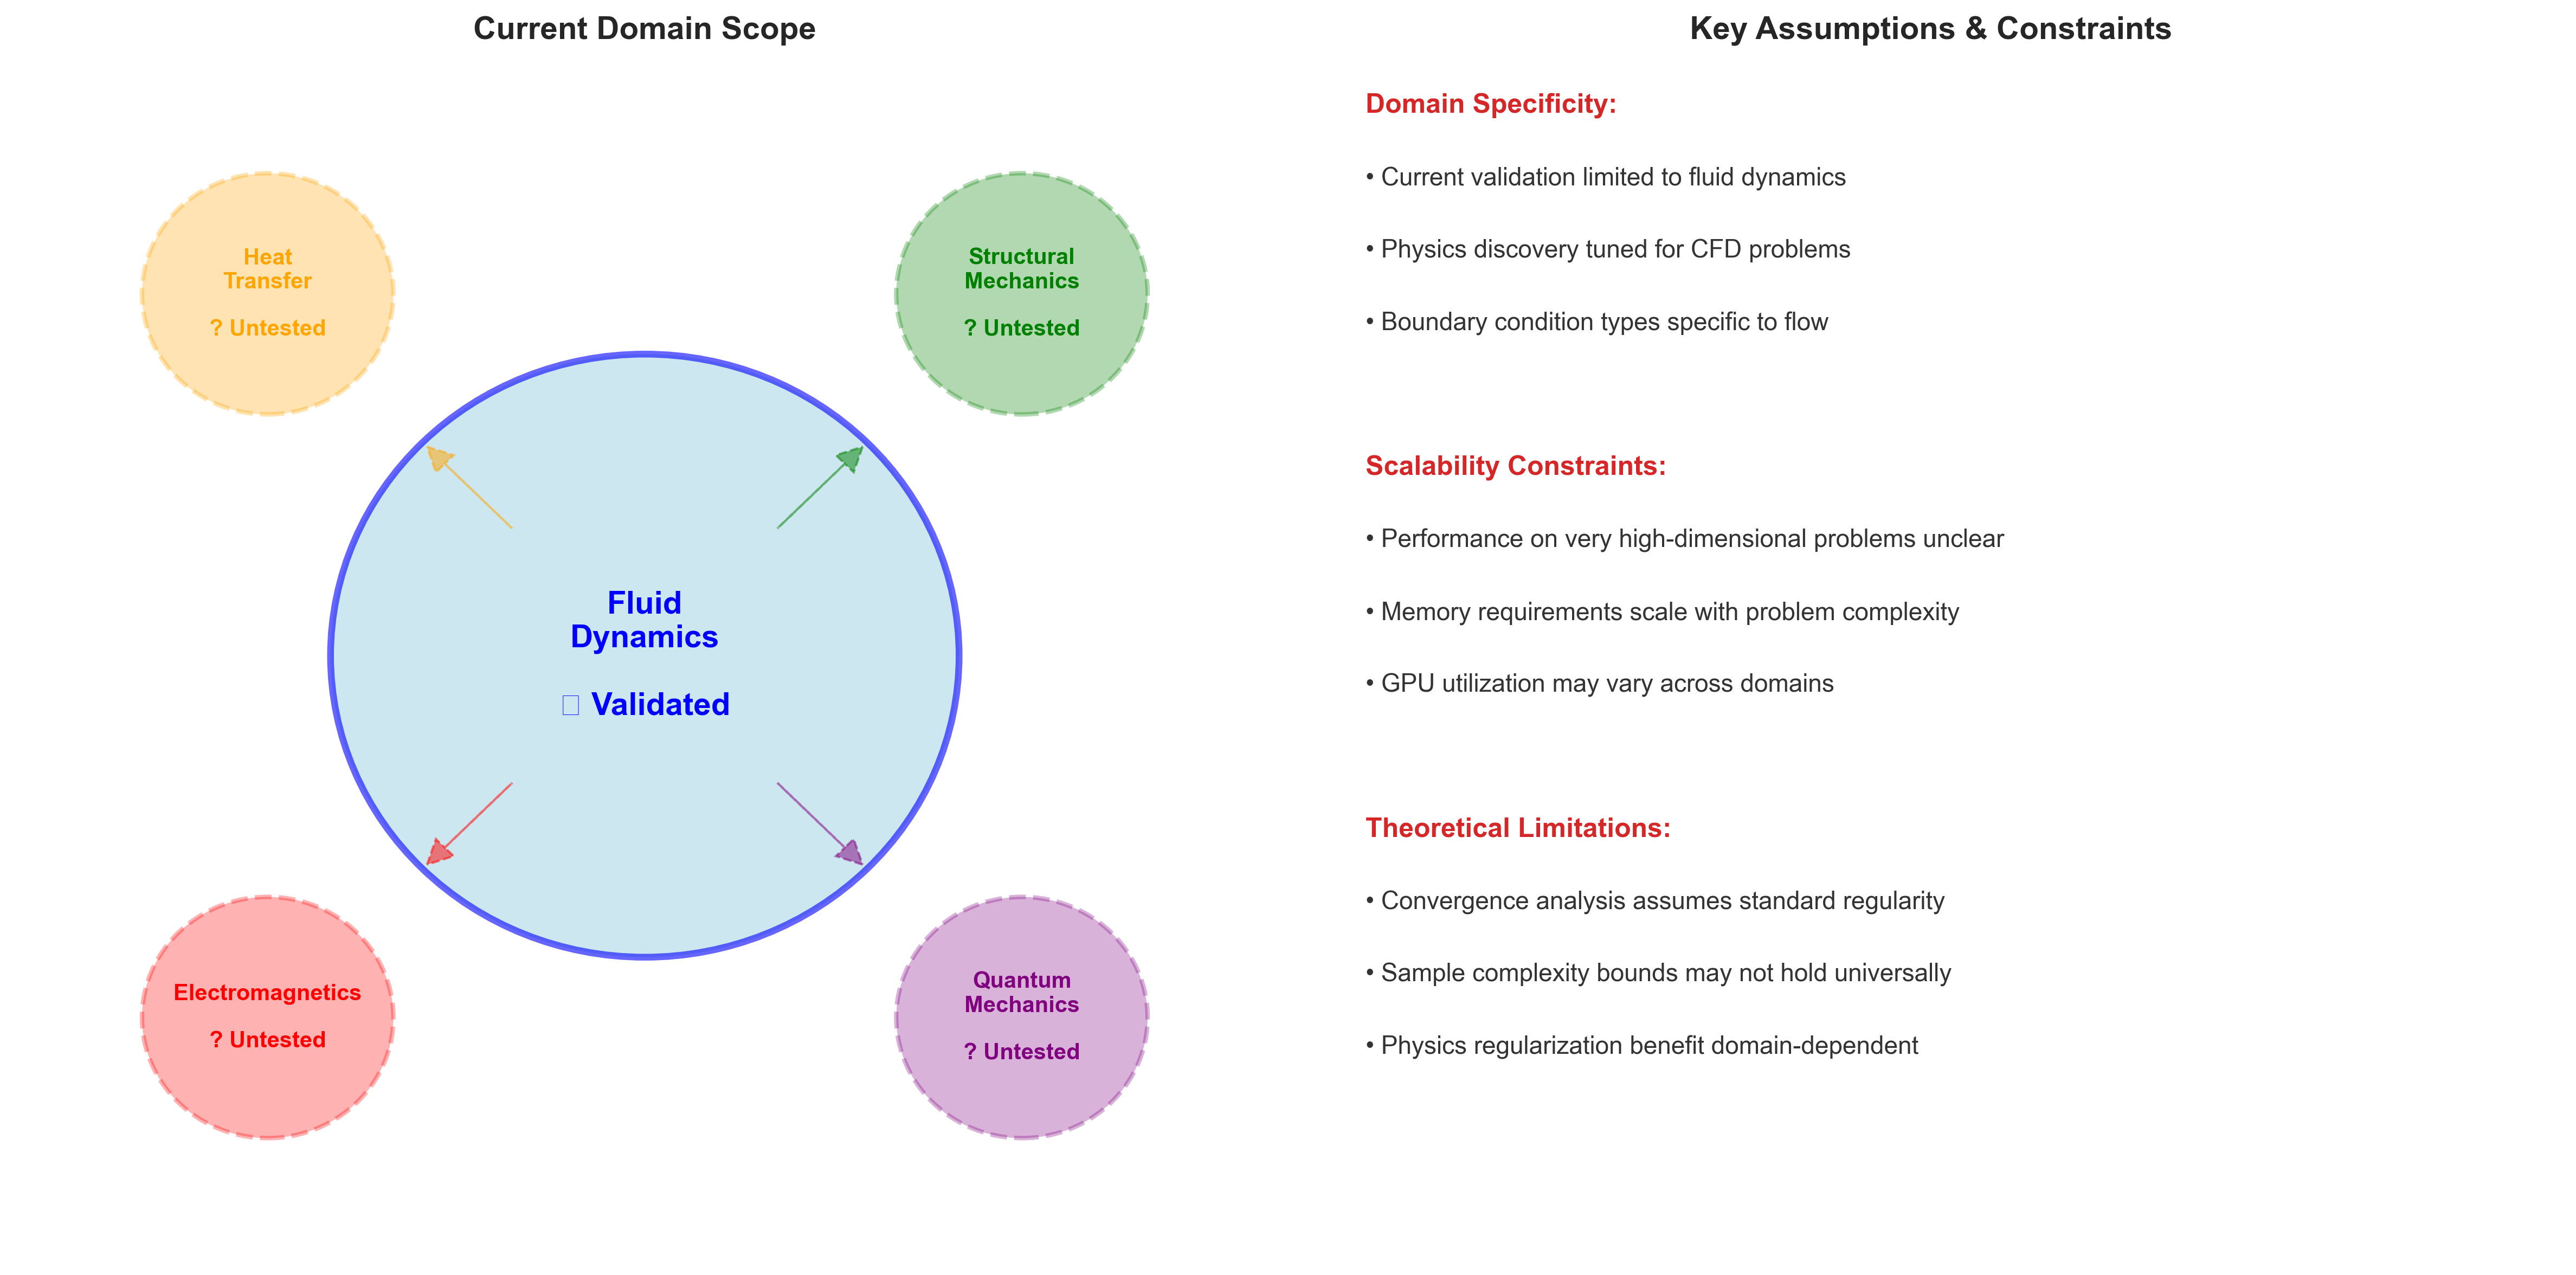 Current Domain Scope
Heat
Transfer
? Untested
Structural
Mechanics
? Untested
Fluid
Dynamics
▯ Validated
Electromagnetics
? Untested
Quantum
Mechanics
? Untested
Key Assumptions & Constraints
Domain Specificity:
• Current validation limited to fluid dynamics
• Physics discovery tuned for CFD problems
• Boundary condition types specific to flow
Scalability Constraints:
• Performance on very high-dimensional problems unclear
• Memory requirements scale with problem complexity
• GPU utilization may vary across domains
Theoretical Limitations:
• Convergence analysis assumes standard regularity
• Sample complexity bounds may not hold universally
• Physics regularization benefit domain-dependent